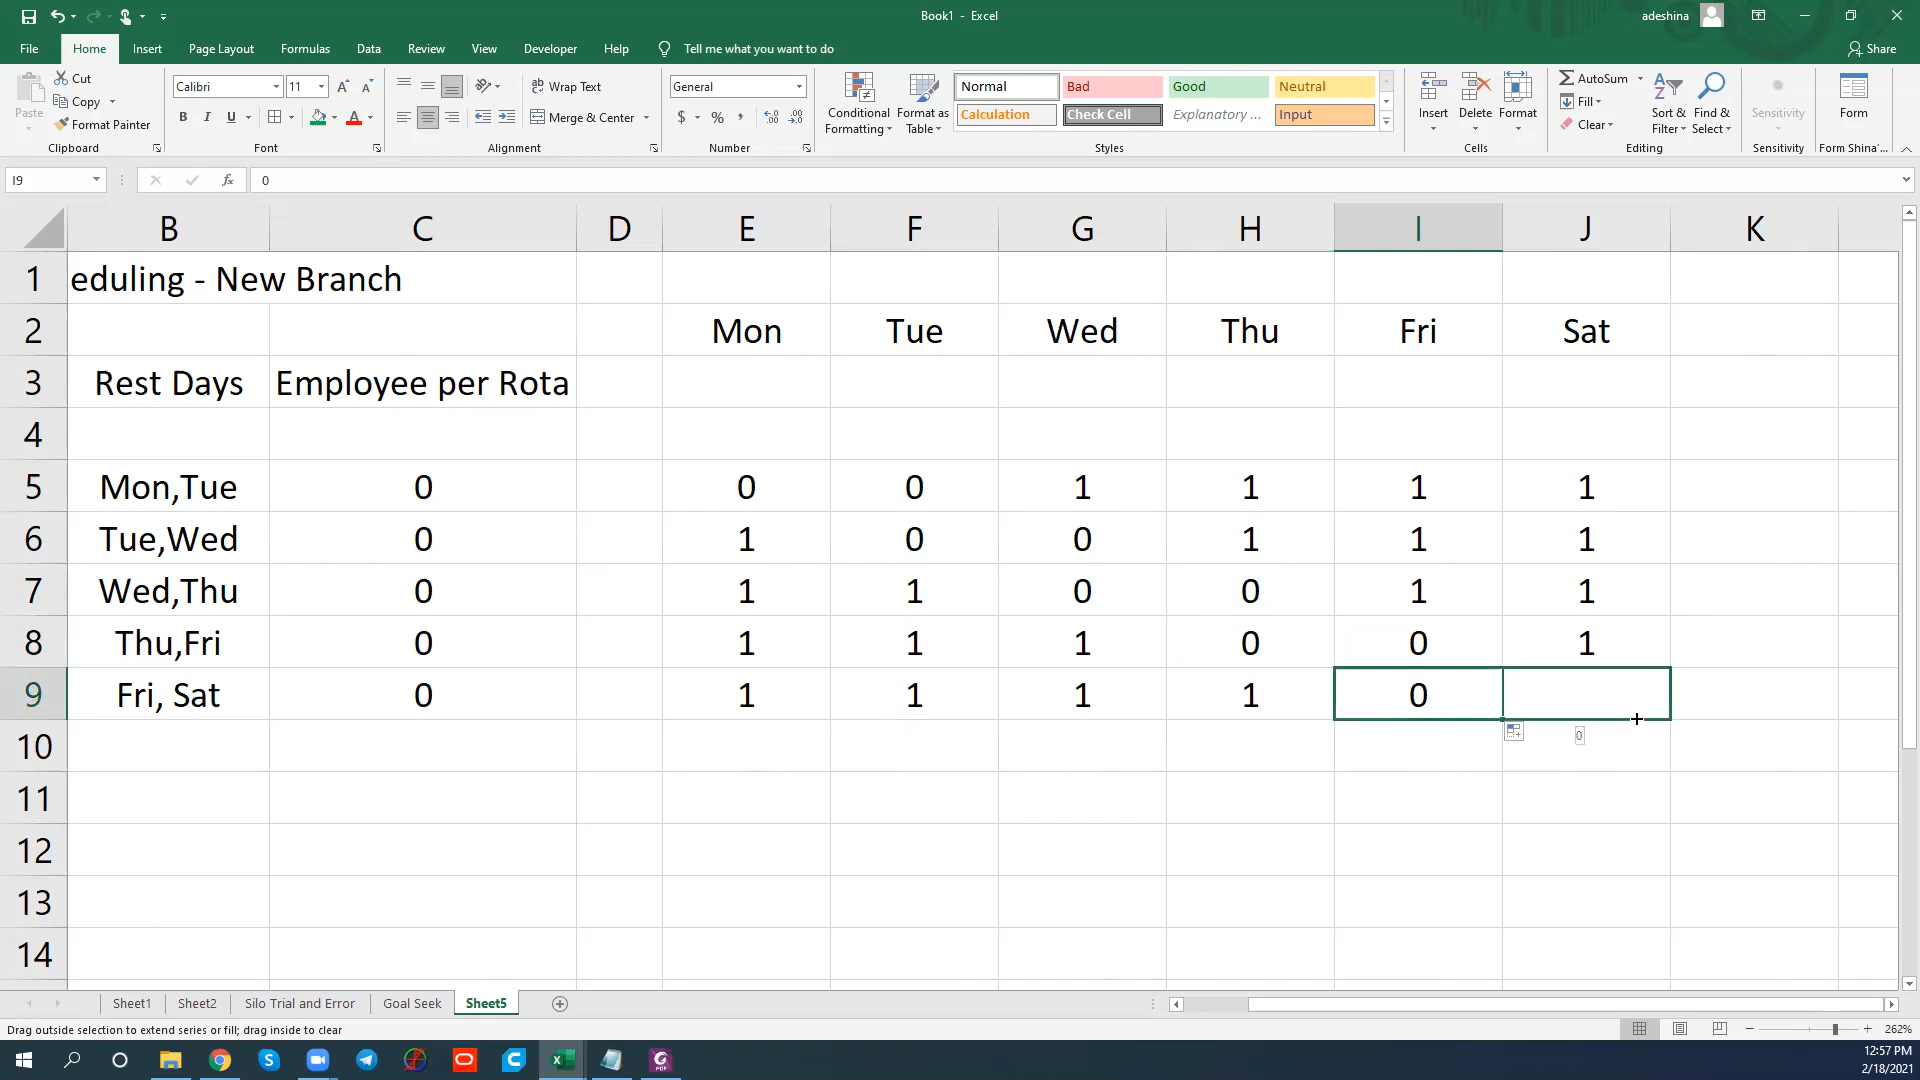 Book1 - Excel
adeshina
File Home Insert Page Layout Formulas Data Review View Developer Help Tell me what you want to do Share
Paste
Cut
Copy
Format Painter
Clipboard
Calibri 11
B I U
Font
Wrap Text
Merge & Center
Alignment
General
$ % ,
Number
Conditional Formatting
Format as Table
Normal Bad Good Neutral
Calculation Check Cell Explanatory ... Input
Styles
Insert Delete Format
Cells
AutoSum
Fill
Clear
Sort & Filter
Find & Select
Editing
Sensitivity
Sensitivity
Form
Form Shina'...
I9 fx 0
B C D E F G H I J K
1 eduling - New Branch
2 Mon Tue Wed Thu Fri Sat
3 Rest Days Employee per Rota
4
5 Mon,Tue 0 0 0 1 1 1 1
6 Tue,Wed 0 1 0 0 1 1 1
7 Wed,Thu 0 1 1 0 0 1 1
8 Thu,Fri 0 1 1 1 0 0 1
9 Fri, Sat 0 1 1 1 1 0
0
10
11
12
13
14
Sheet1 Sheet2 Silo Trial and Error Goal Seek Sheet5
Drag outside selection to extend series or fill; drag inside to clear
262%
12:57 PM
2/18/2021